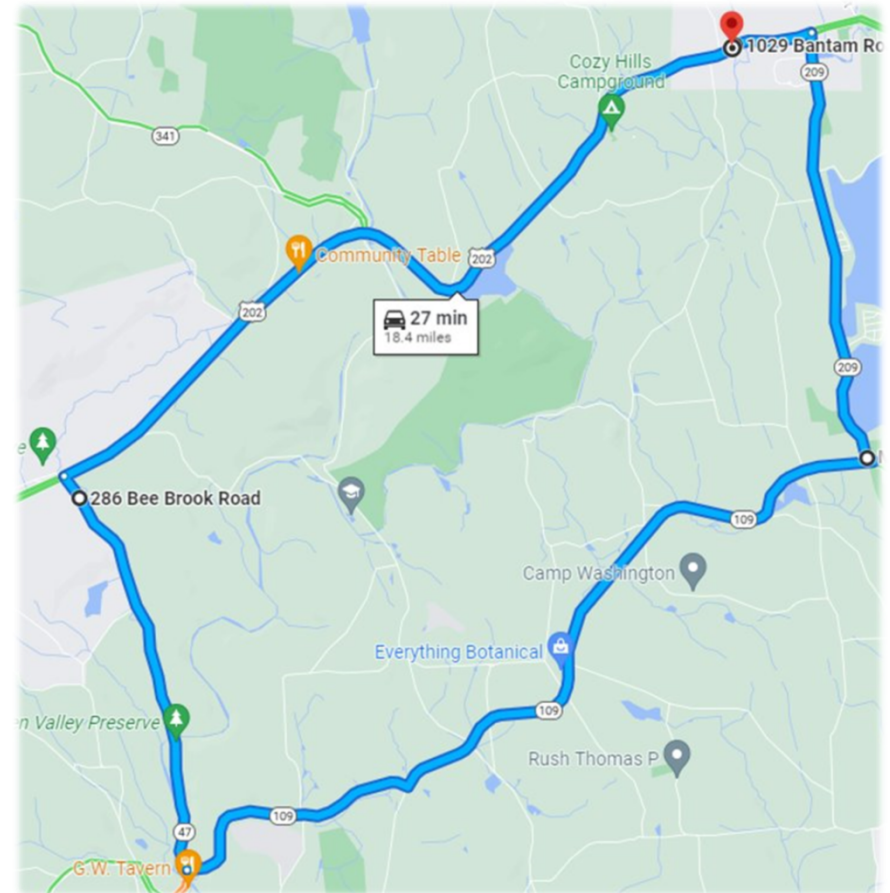 1029 Bantam Ro
209
Cozy Hills
Campground
341
Community Table
202
202
27 min
18.4 miles
209
e
286 Bee Brook Road
109
Camp Washington
Everything Botanical
109
n Valley Preserve
Rush Thomas P
109
47
G.W. Tavern